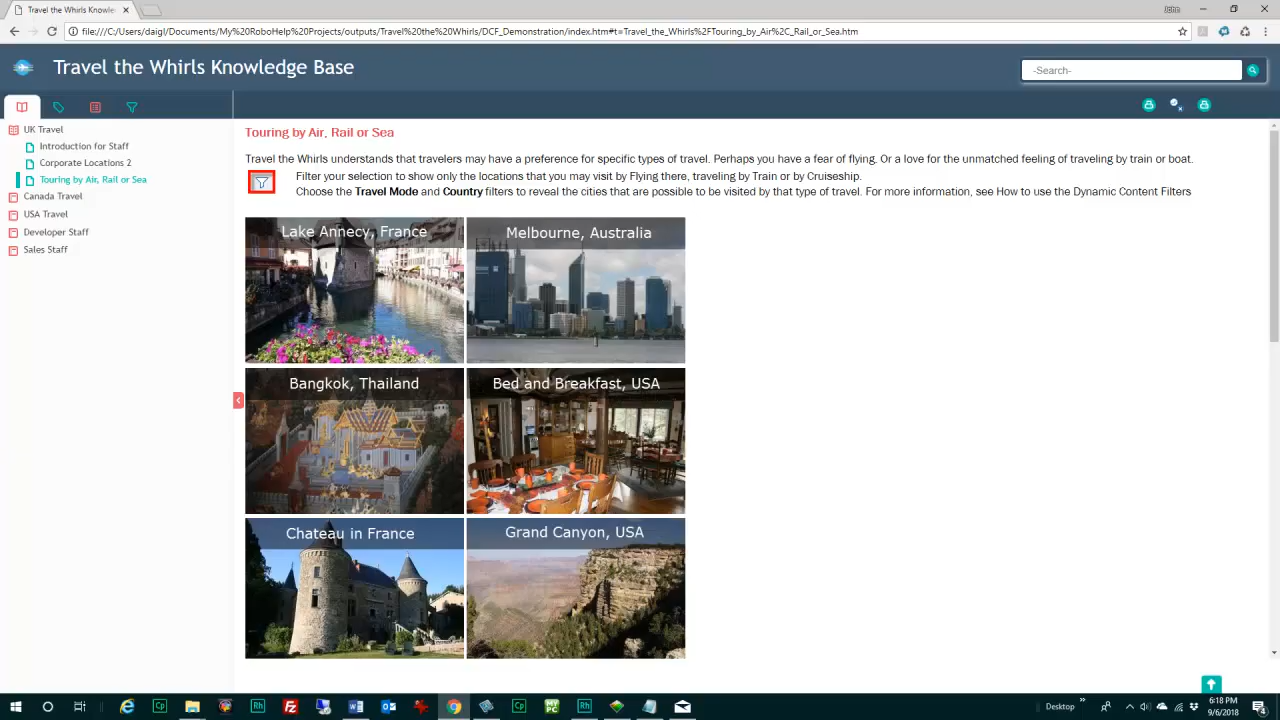 Travel the Whirls Knowle
file:///C:/Users/daigl/Documents/My%20RoboHelp%20Projects/outputs/Travel%20the%20Whirls/DCF_Demonstration/index.htm#t=Travel_the_Whirls%2FTouring_by_Air%2C_Rail_or_Sea.htm
Travel the Whirls Knowledge Base
-Search-
UK Travel
Introduction for Staff
Corporate Locations 2
Touring by Air, Rail or Sea
Canada Travel
USA Travel
Developer Staff
Sales Staff
Touring by Air, Rail or Sea
Travel the Whirls understands that travelers may have a preference for specific types of travel. Perhaps you have a fear of flying. Or a love for the unmatched feeling of traveling by train or boat.
Filter your selection to show only the locations that you may visit by Flying there, traveling by Train or by Cruiseship.
Choose the Travel Mode and Country filters to reveal the cities that are possible to be visited by that type of travel. For more information, see How to use the Dynamic Content Filters
Lake Annecy, France
Melbourne, Australia
Bangkok, Thailand
Bed and Breakfast, USA
Chateau in France
Grand Canyon, USA
Cp
Rh
Fz
Rh
Desktop
6:18 PM
9/6/2018